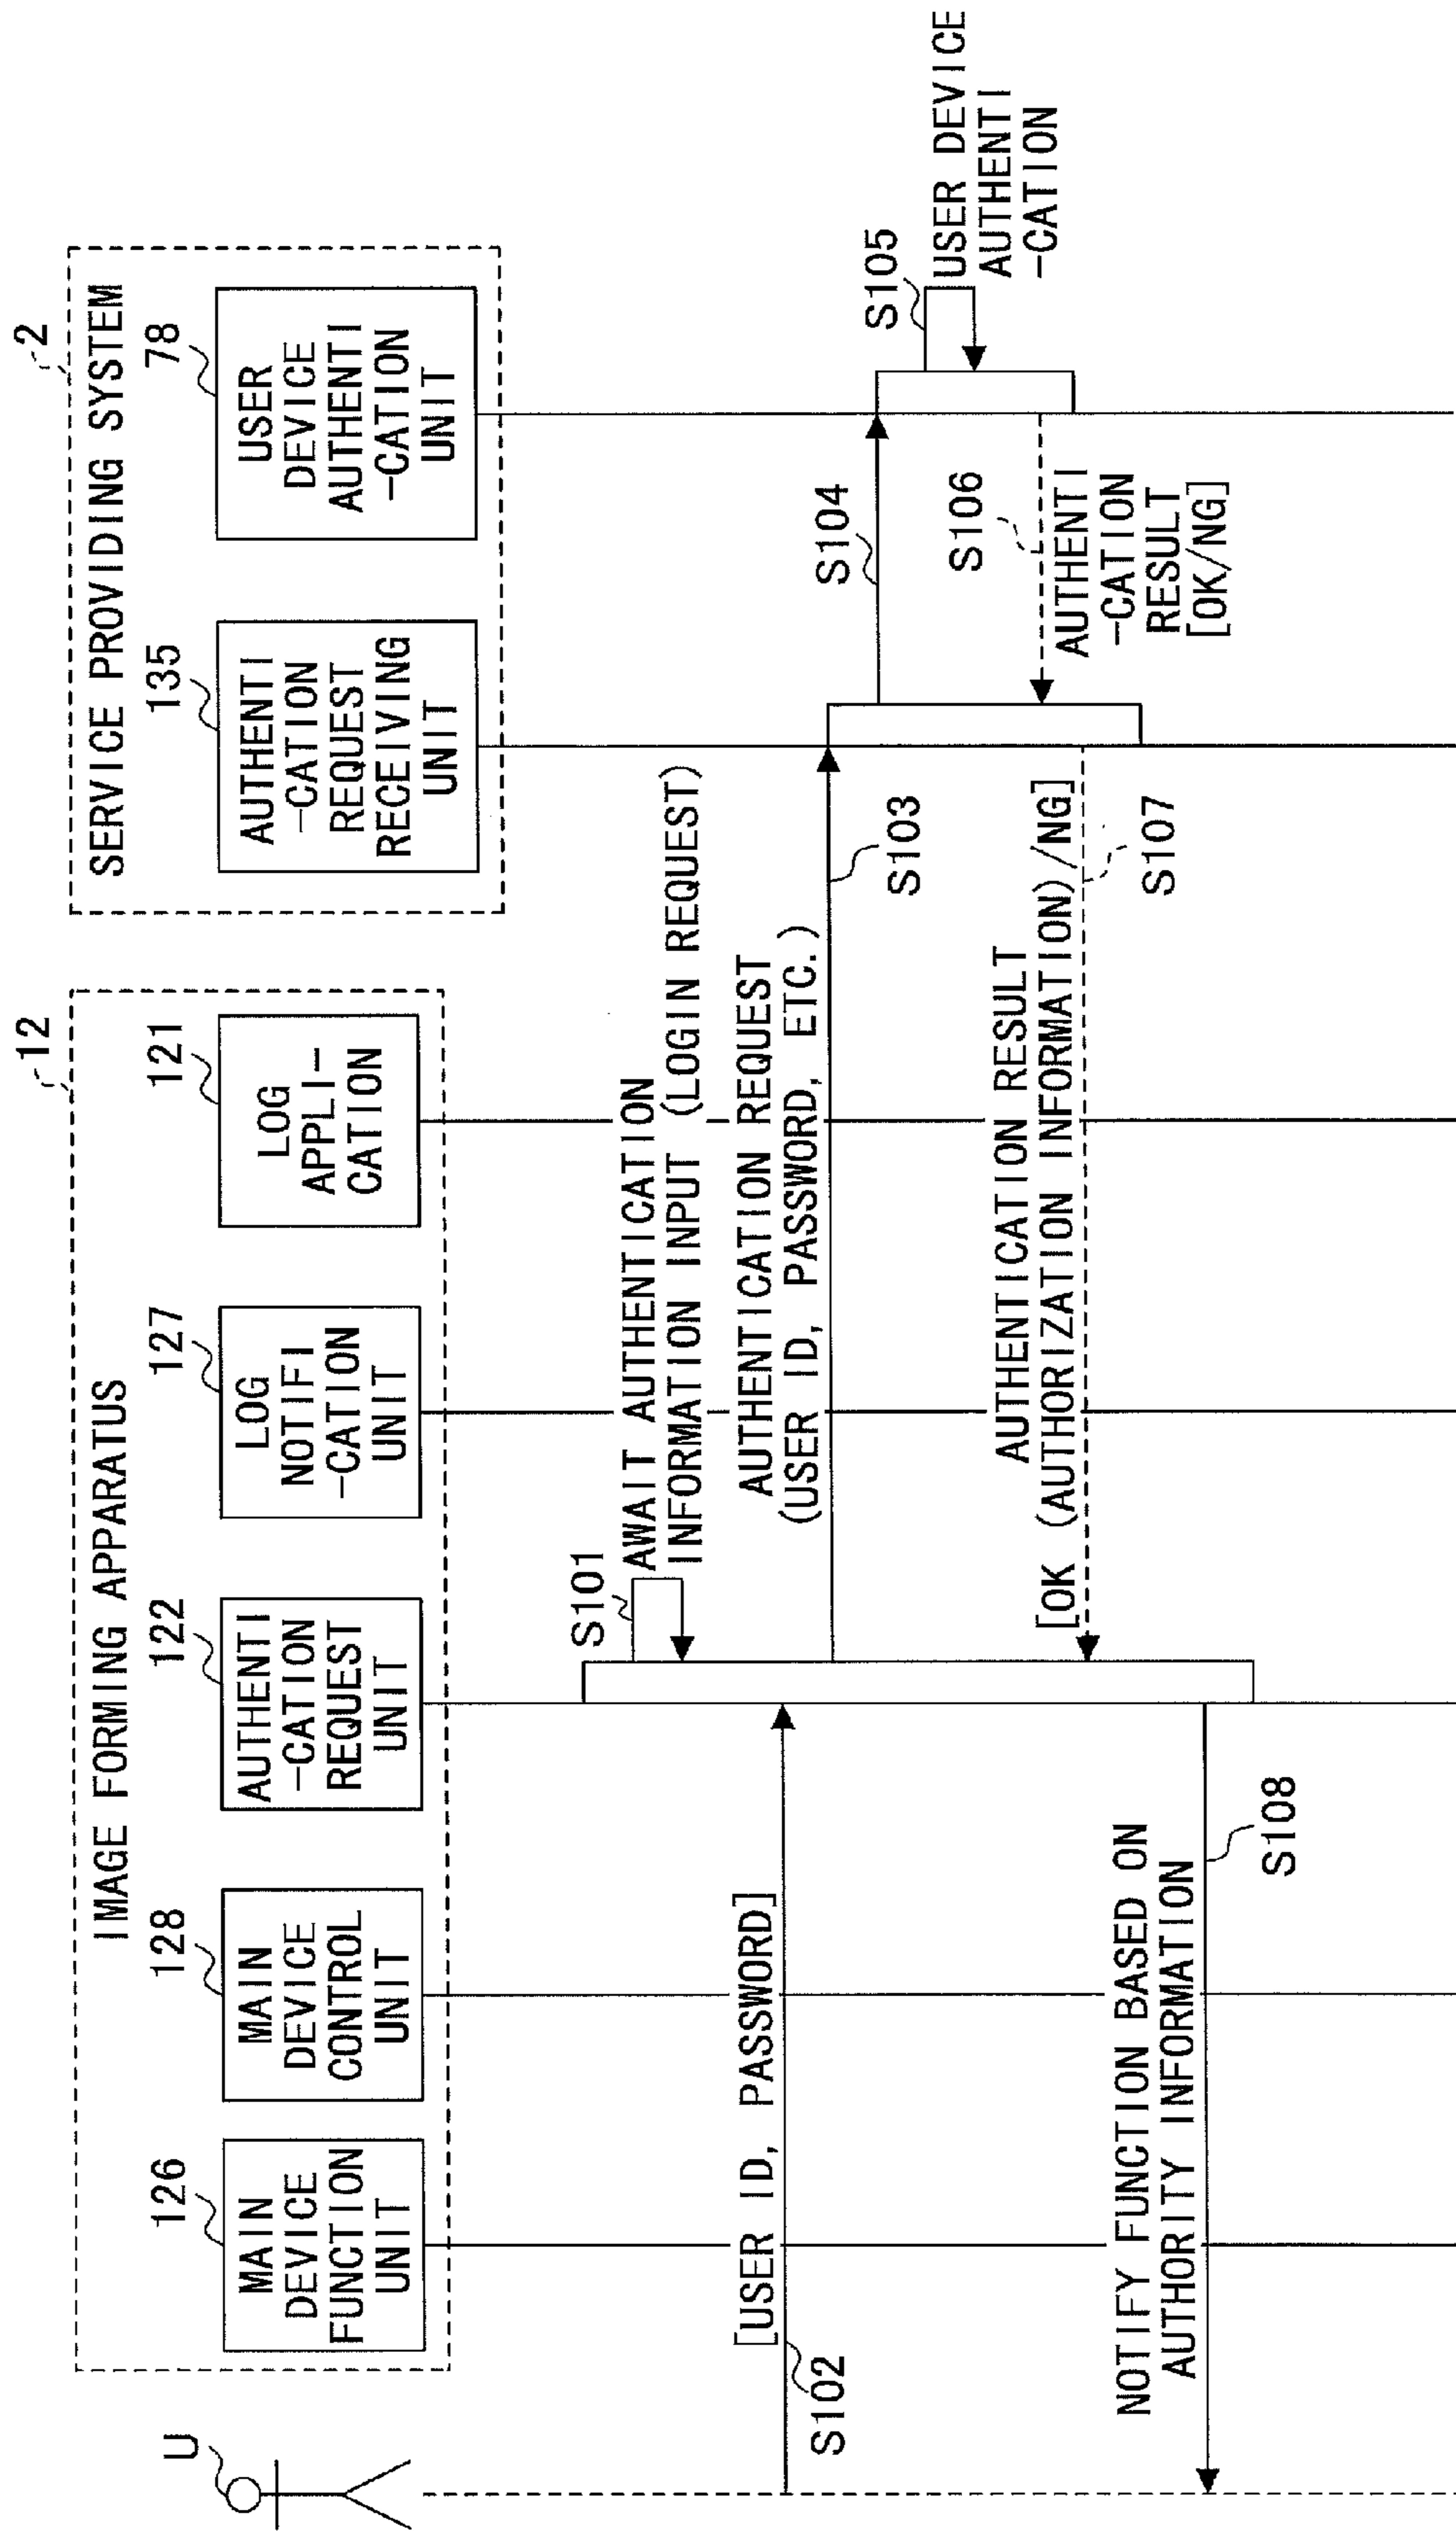 U
IMAGE FORMING APPARATUS
12
126
MAIN
DEVICE
FUNCTION
UNIT
128
MAIN
DEVICE
CONTROL
UNIT
122
AUTHENTI
-CATION
REQUEST
UNIT
127
LOG
NOTIFI
-CATION
UNIT
121
LOG
APPLI-
CATION
SERVICE PROVIDING SYSTEM
2
135
AUTHENTI
-CATION
REQUEST
RECEIVING
UNIT
78
USER
DEVICE
AUTHENTI
-CATION
UNIT
S101
AWAIT AUTHENTICATION
INFORMATION INPUT (LOGIN REQUEST)
[USER ID, PASSWORD]
S102
AUTHENTICATION REQUEST
(USER ID, PASSWORD, ETC.)
S103
S104
S105
USER DEVICE
AUTHENTI
-CATION
S106
AUTHENTI
-CATION
RESULT
[OK/NG]
AUTHENTICATION RESULT
[OK (AUTHORIZATION INFORMATION)/NG]
S107
NOTIFY FUNCTION BASED ON
AUTHORITY INFORMATION
S108